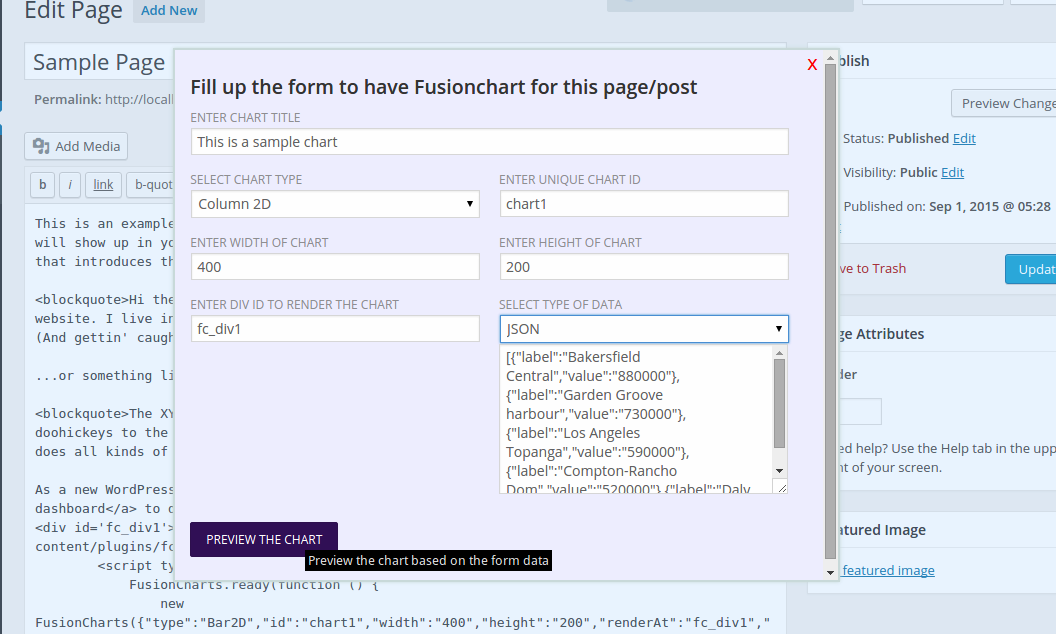 Edit Page
Add New
Sample Page
Permalink: http://locall
Add Media
b
i
link
b-quot
This is an example
will show up in yo
that introduces th
<blockquote>Hi the
website. I live in
(And gettin' caugh
...or something li
<blockquote>The XY
doohickeys to the
does all kinds of
As a new WordPress
dashboard</a> to d
<div id='fc_div1'>
content/plugins/fc
<script ty
FusionCharts.ready(function () {
new
FusionCharts({"type":"Bar2D","id":"chart1","width":"400","height":"200","renderAt":"fc_div1","
X
Fill up the form to have Fusionchart for this page/post
ENTER CHART TITLE
This is a sample chart
SELECT CHART TYPE
Column 2D
ENTER UNIQUE CHART ID
chart1
ENTER WIDTH OF CHART
400
ENTER HEIGHT OF CHART
200
ENTER DIV ID TO RENDER THE CHART
fc_div1
SELECT TYPE OF DATA
JSON
[{"label":"Bakersfield
Central","value":"880000"},
{"label":"Garden Groove
harbour","value":"730000"},
{"label":"Los Angeles
Topanga","value":"590000"},
{"label":"Compton-Rancho
Dom","value":"520000"},{"label":"Daly
PREVIEW THE CHART
Preview the chart based on the form data
blish
Preview Change
Status: Published Edit
Visibility: Public Edit
Published on: Sep 1, 2015 @ 05:28
ve to Trash
Updat
ge Attributes
der
ed help? Use the Help tab in the upp
ht of your screen.
atured Image
featured image